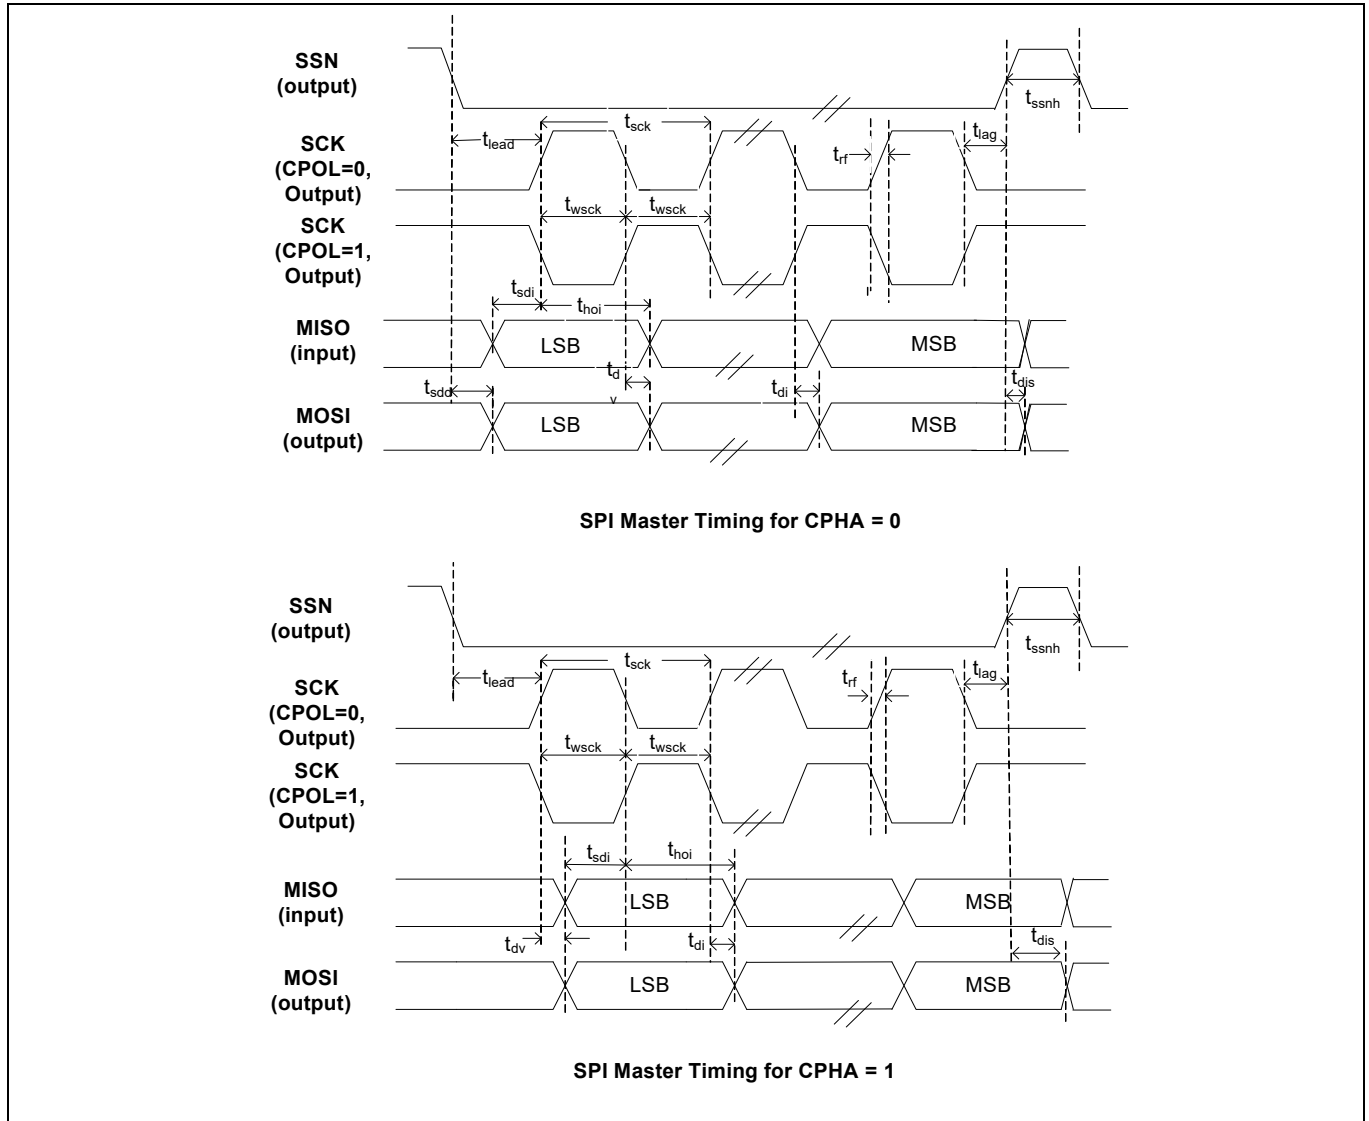 SSN
(output)
t_ssnh
t_sck
t_lead
t_lag
SCK
(CPOL=0,
Output)
t_rf
t_wsck t_wsck
SCK
(CPOL=1,
Output)
t_sdi
t_hoi
MISO
(input)
LSB
MSB
t_d
v
t_di
t_dis
t_sdd
MOSI
(output)
LSB
MSB
SPI Master Timing for CPHA = 0
SSN
(output)
t_ssnh
t_sck
t_lead
t_rf
t_lag
SCK
(CPOL=0,
Output)
t_wsck t_wsck
SCK
(CPOL=1,
Output)
t_sdi
t_hoi
MISO
(input)
LSB
MSB
t_dv
t_di
t_dis
MOSI
(output)
LSB
MSB
SPI Master Timing for CPHA = 1